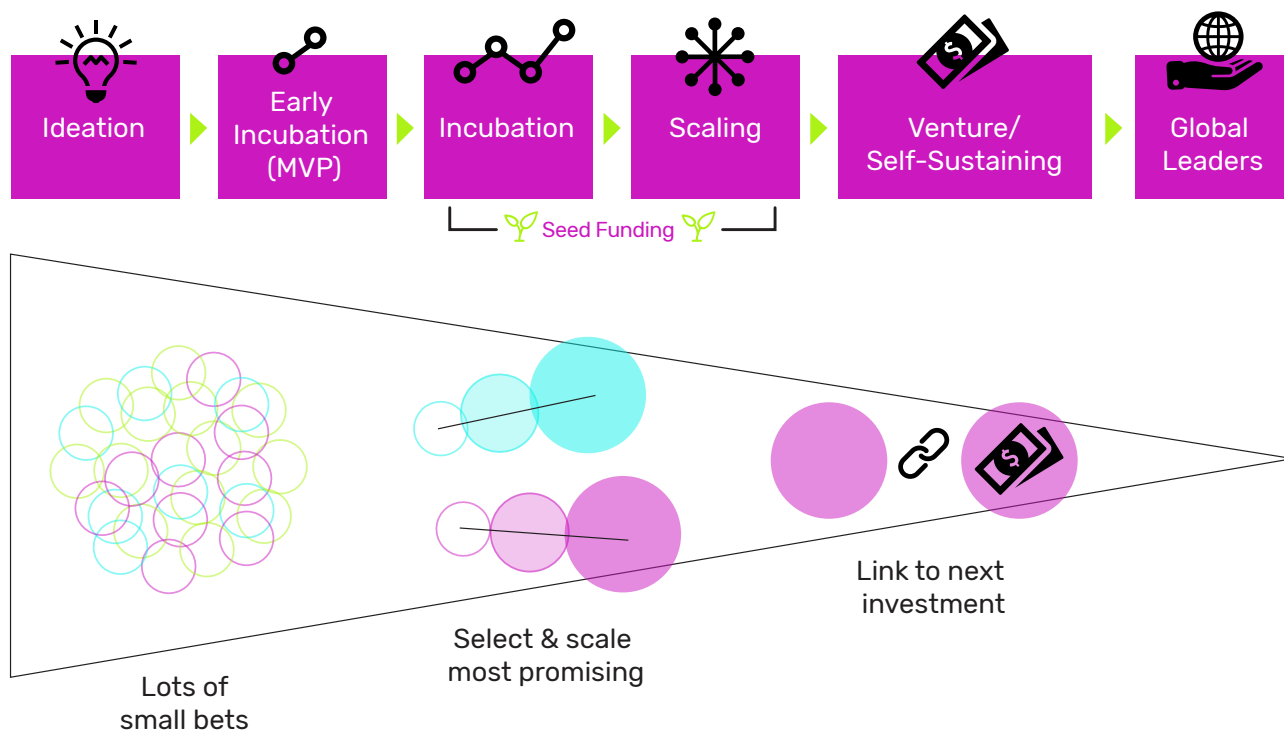 Ideation
Early
Incubation
(MVP)
Incubation
Scaling
Venture/
Self-Sustaining
Global
Leaders
Seed Funding
$
$
Link to next
investment
Select & scale
most promising
Lots of
small bets